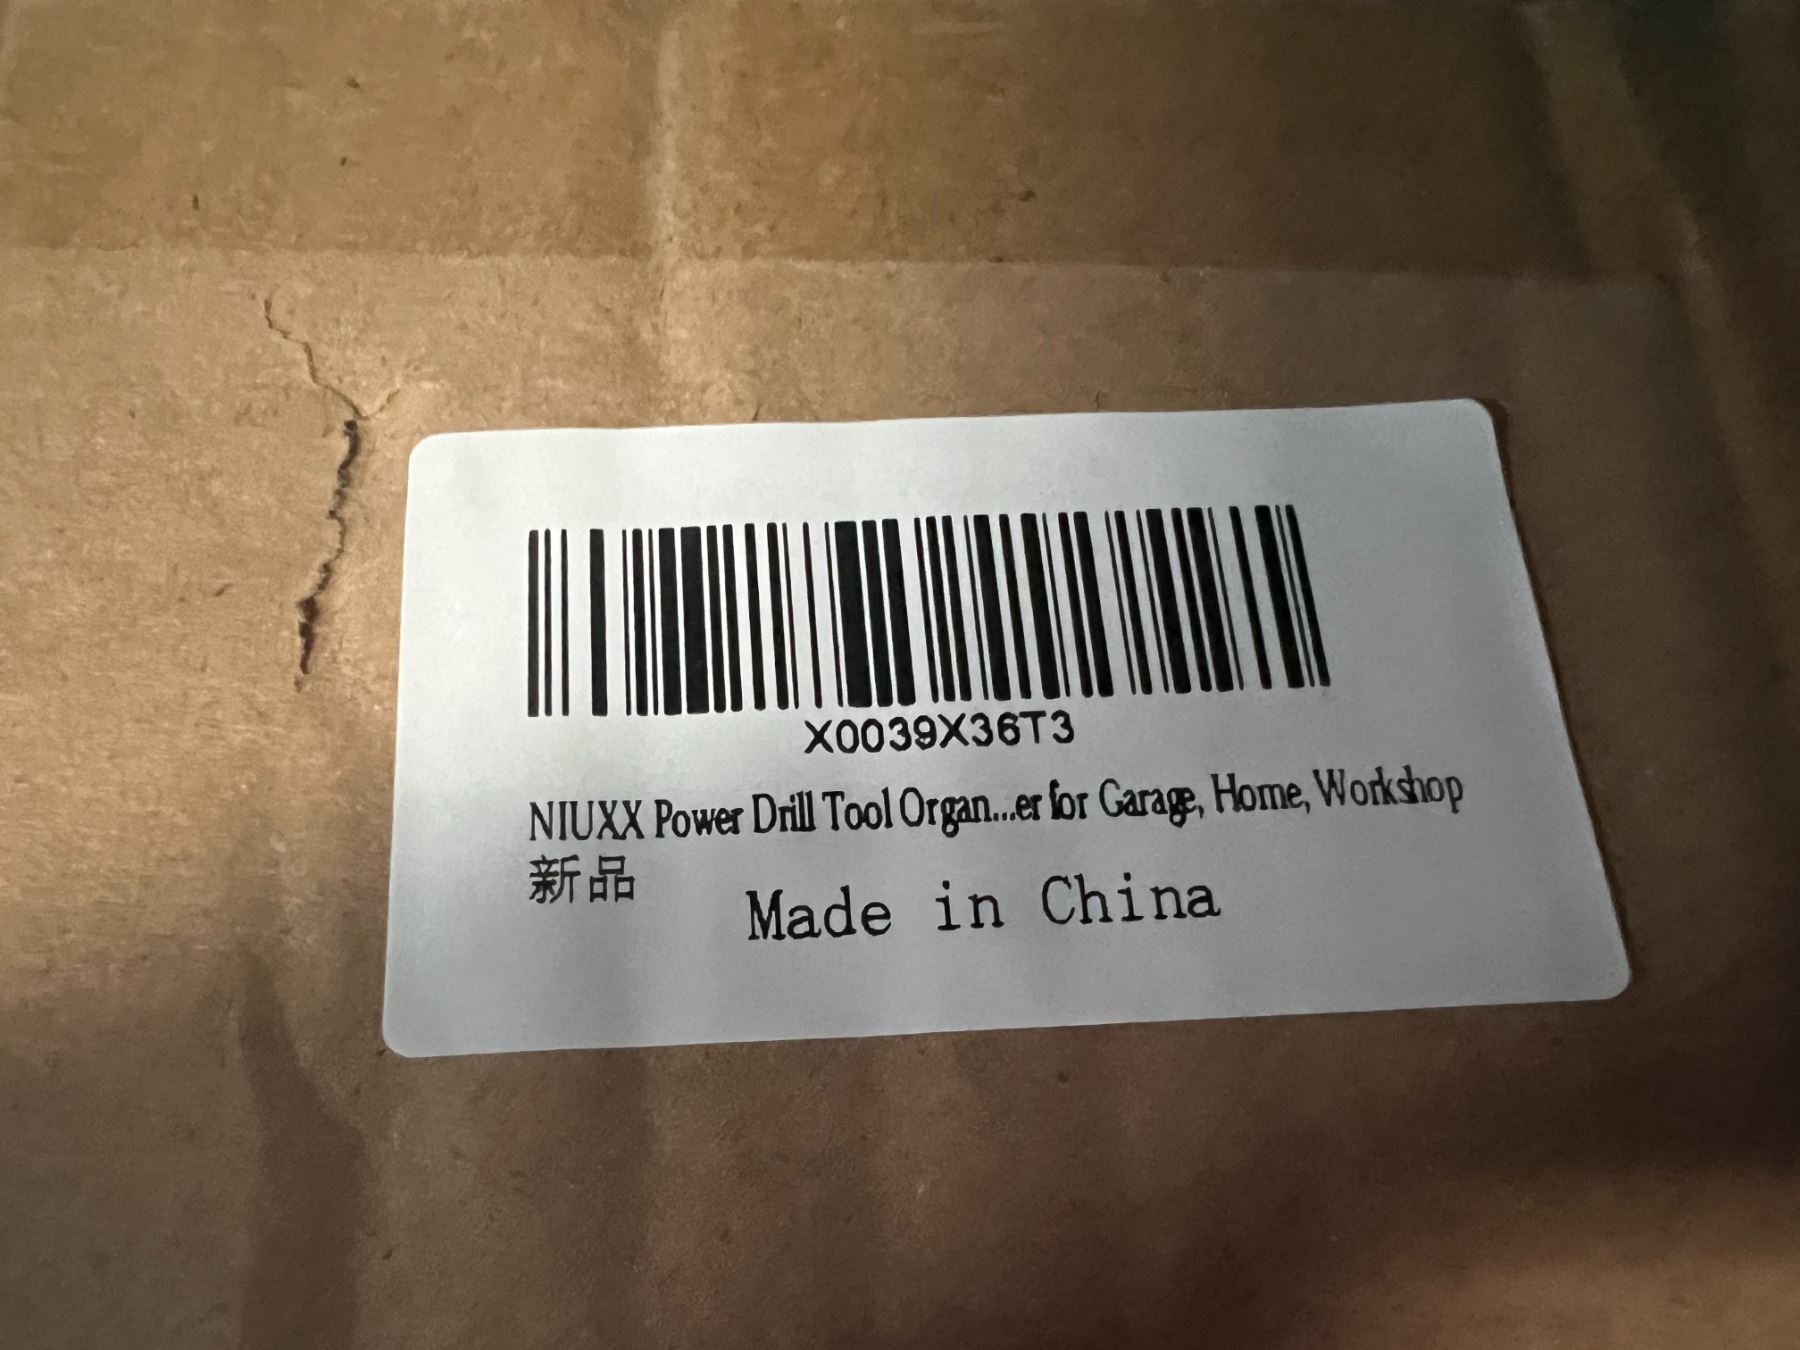 X0039X36T3
NIUXX Power Drill Tool Organ...er for Garage, Home, Workshop
新品
Made in China